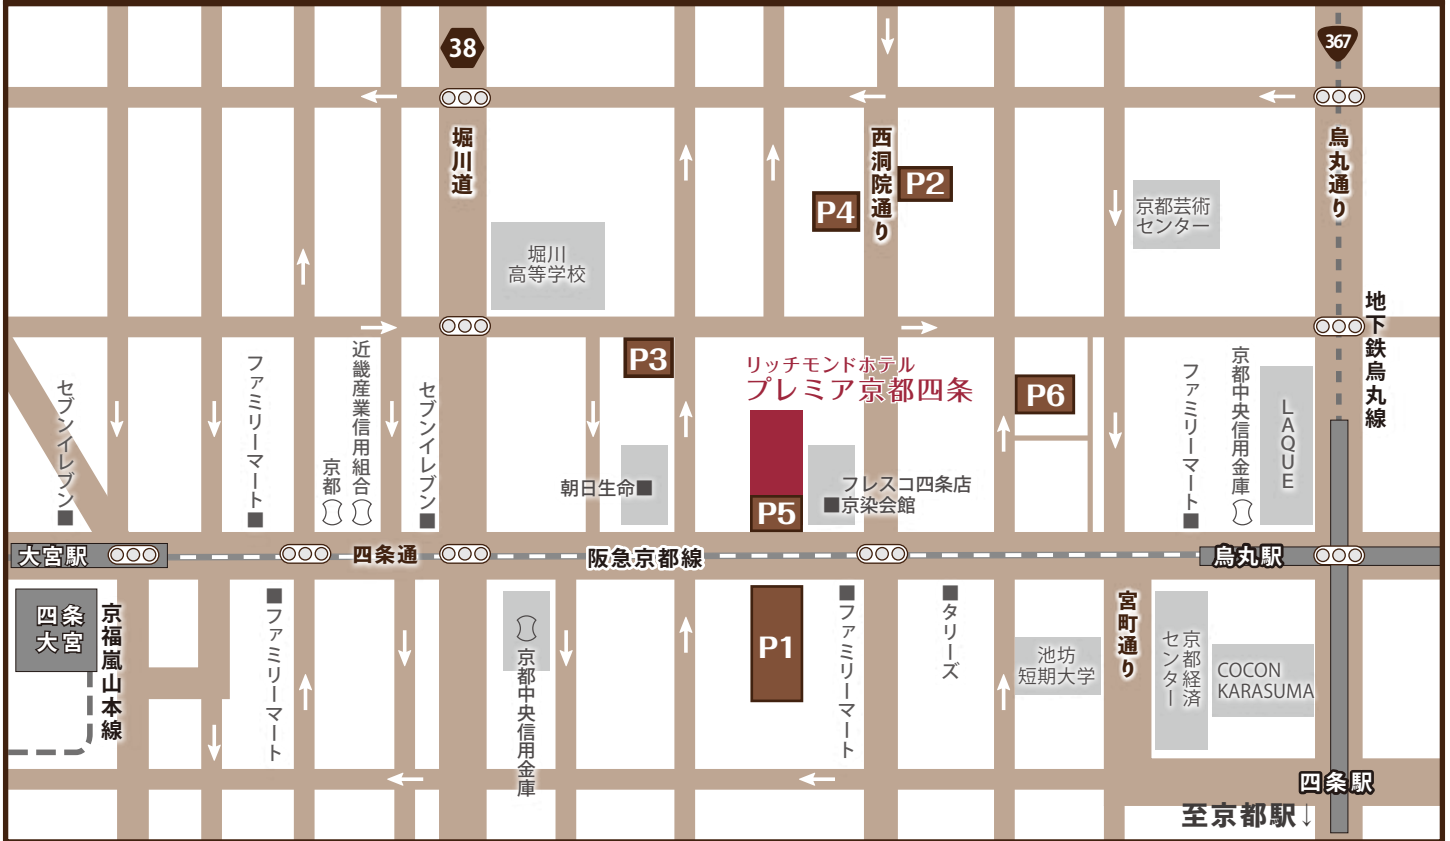 38
367
堀川道
西洞院通り
烏丸通り
P2
P4
京都芸術
センター
堀川
高等学校
地下鉄烏丸線
P3
リッチモンドホテル
プレミア京都四条
P6
セブンイレブン■
ファミリーマート■
京都
近畿産業信用組合
セブンイレブン■
朝日生命■
フレスコ四条店
■京染会館
P5
ファミリーマート■
京都中央信用金庫
LAQUE
大宮駅
四条通
阪急京都線
烏丸駅
四条
大宮
京福嵐山本線
■ファミリーマート
京都中央信用金庫
P1
■ファミリーマート
■タリーズ
池坊
短期大学
宮町通り
京都経済
センター
COCON
KARASUMA
四条駅
至京都駅↓